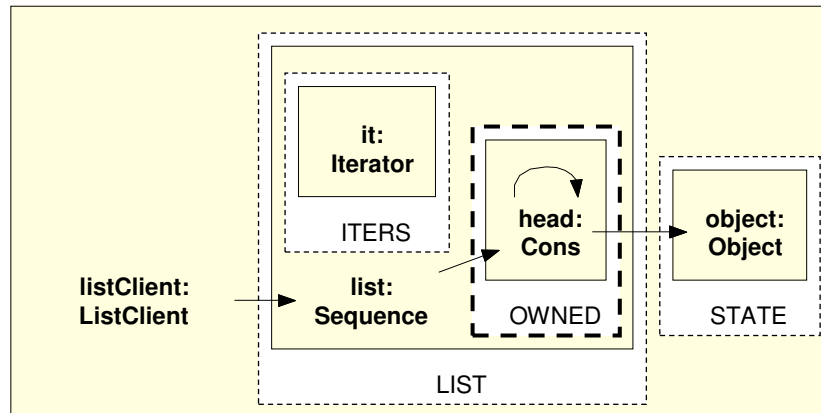 it:
Iterator
ITERS
head:
Cons
OWNED
object:
Object
STATE
listClient:
ListClient
list:
Sequence
LIST